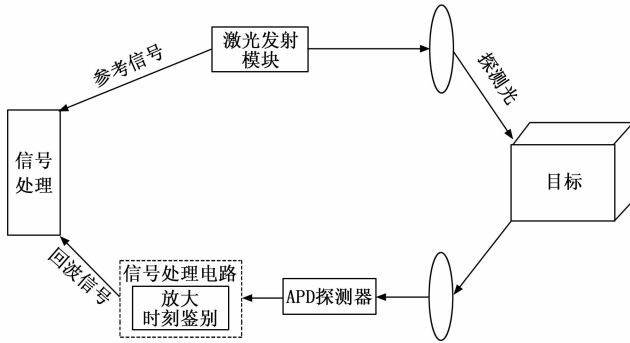 激光发射
模块
参考信号
探测光
信号
处理
目标
回波信号
信号处理电路
放大
时刻鉴别
APD探测器